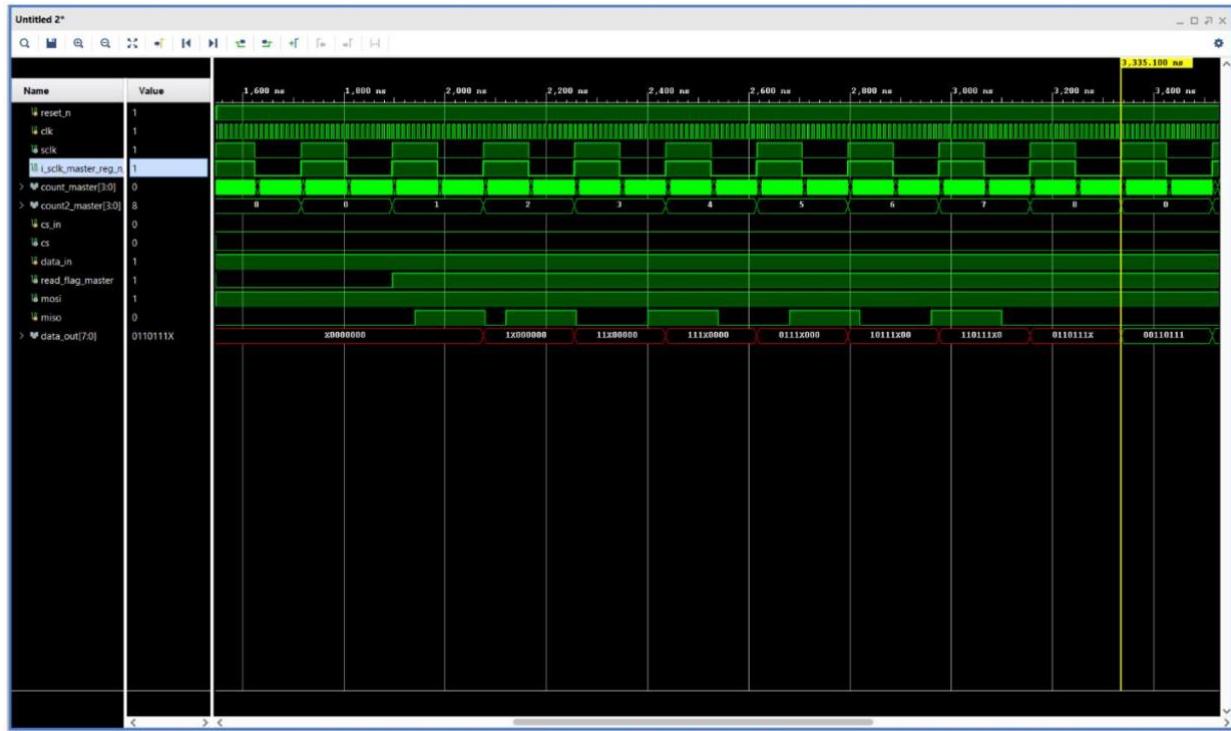 Untitled 2*
3,335.100 ns
Name Value
1,600 ns 1,800 ns 2,000 ns 2,200 ns 2,400 ns 2,600 ns 2,800 ns 3,000 ns 3,200 ns 3,400 ns
reset_n 1
clk 1
sclk 1
i_sclk_master_reg_n 1
count_master[3:0] 0
count2_master[3:0] 8 8 0 1 2 3 4 5 6 7 8 0
cs_in 0
cs 0
data_in 1
read_flag_master 1
mosi 1
miso 0
data_out[7:0] 0110111X X0000000 1X000000 11X00000 111X0000 0111X000 10111X00 110111X0 0110111X 00110111